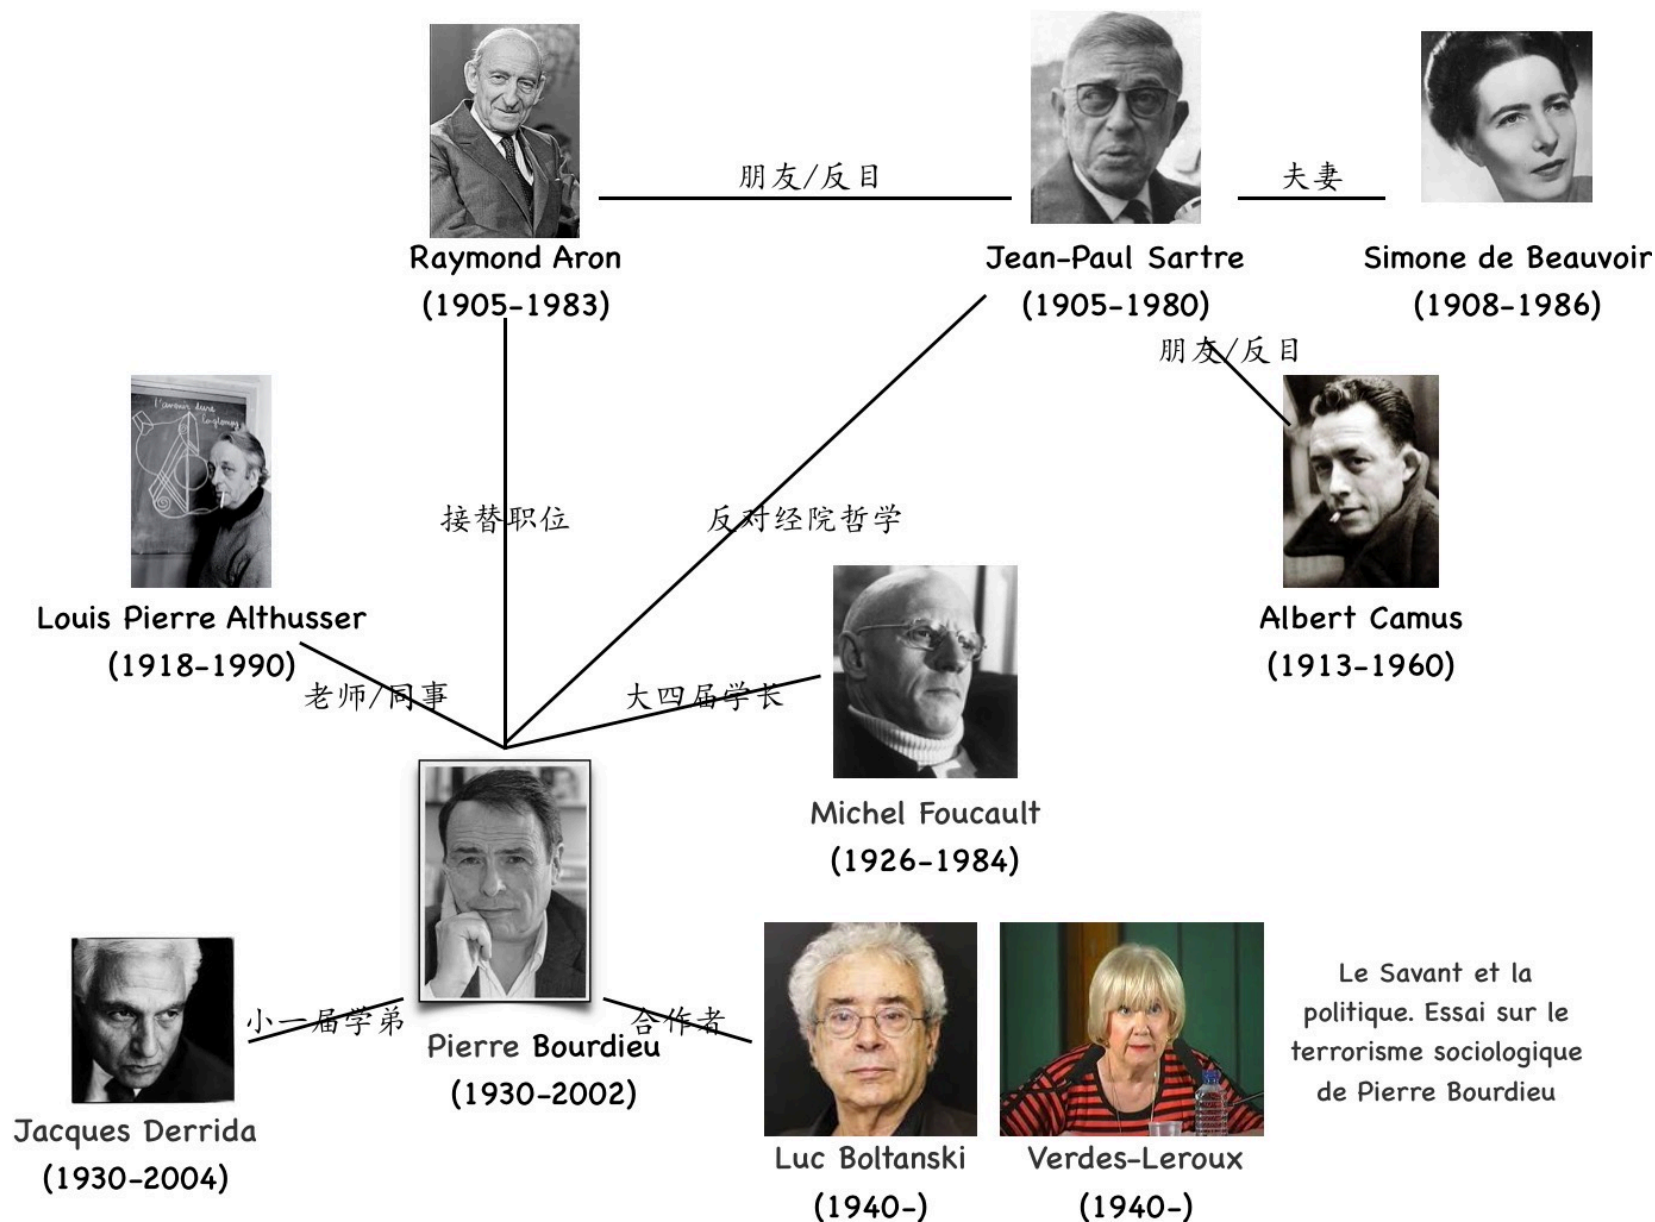 朋友/反目
夫妻
Raymond Aron
(1905-1983)
Jean-Paul Sartre
(1905-1980)
Simone de Beauvoir
(1908-1986)
朋友/反目
l'avenir dure
longtemps
接替职位
反对经院哲学
Louis Pierre Althusser
(1918-1990)
Albert Camus
(1913-1960)
老师/同事
大四届学长
Michel Foucault
(1926-1984)
小一届学弟
合作者
Pierre Bourdieu
(1930-2002)
Le Savant et la
politique. Essai sur le
terrorisme sociologique
de Pierre Bourdieu
Jacques Derrida
(1930-2004)
Luc Boltanski
(1940-)
Verdes-Leroux
(1940-)